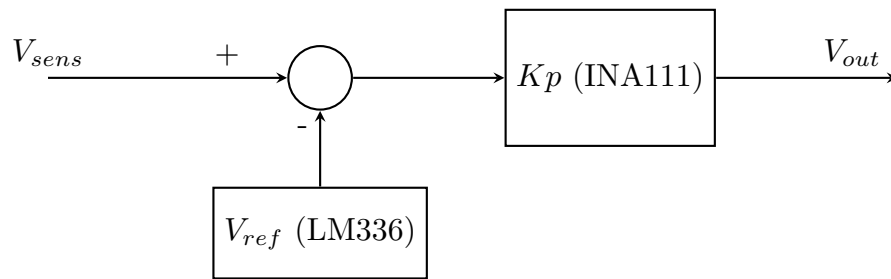 V_sens
+
V_out
Kp (INA111)
-
V_ref (LM336)